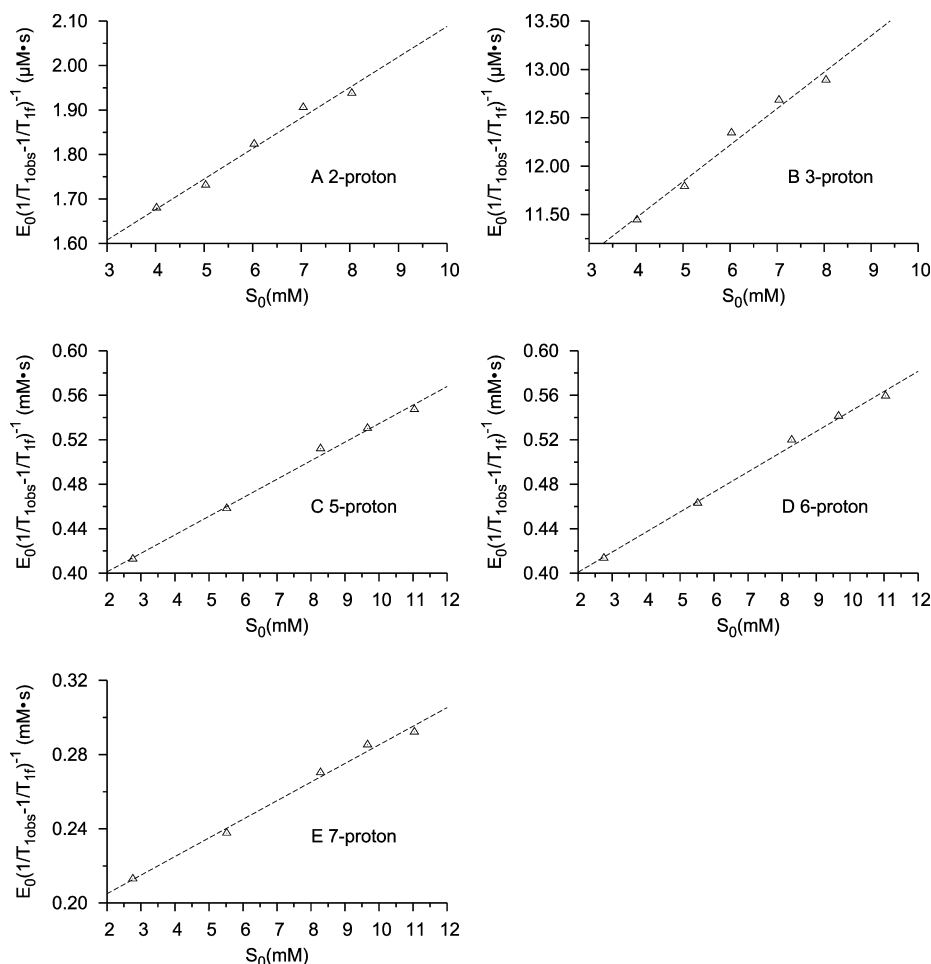 E₀(1/T₁obs-1/T₁f)⁻¹ (µM•s)
2.10
2.00
1.90
1.80
1.70
1.60
A 2-proton
3 4 5 6 7 8 9 10
S₀(mM)
E₀(1/T₁obs-1/T₁f)⁻¹ (µM•s)
13.50
13.00
12.50
12.00
11.50
B 3-proton
3 4 5 6 7 8 9 10
S₀(mM)
E₀(1/T₁obs-1/T₁f)⁻¹ (mM•s)
0.60
0.56
0.52
0.48
0.44
0.40
C 5-proton
2 3 4 5 6 7 8 9 10 11 12
S₀(mM)
E₀(1/T₁obs-1/T₁f)⁻¹ (mM•s)
0.60
0.56
0.52
0.48
0.44
0.40
D 6-proton
2 3 4 5 6 7 8 9 10 11 12
S₀(mM)
E₀(1/T₁obs-1/T₁f)⁻¹ (mM•s)
0.32
0.28
0.24
0.20
E 7-proton
2 3 4 5 6 7 8 9 10 11 12
S₀(mM)